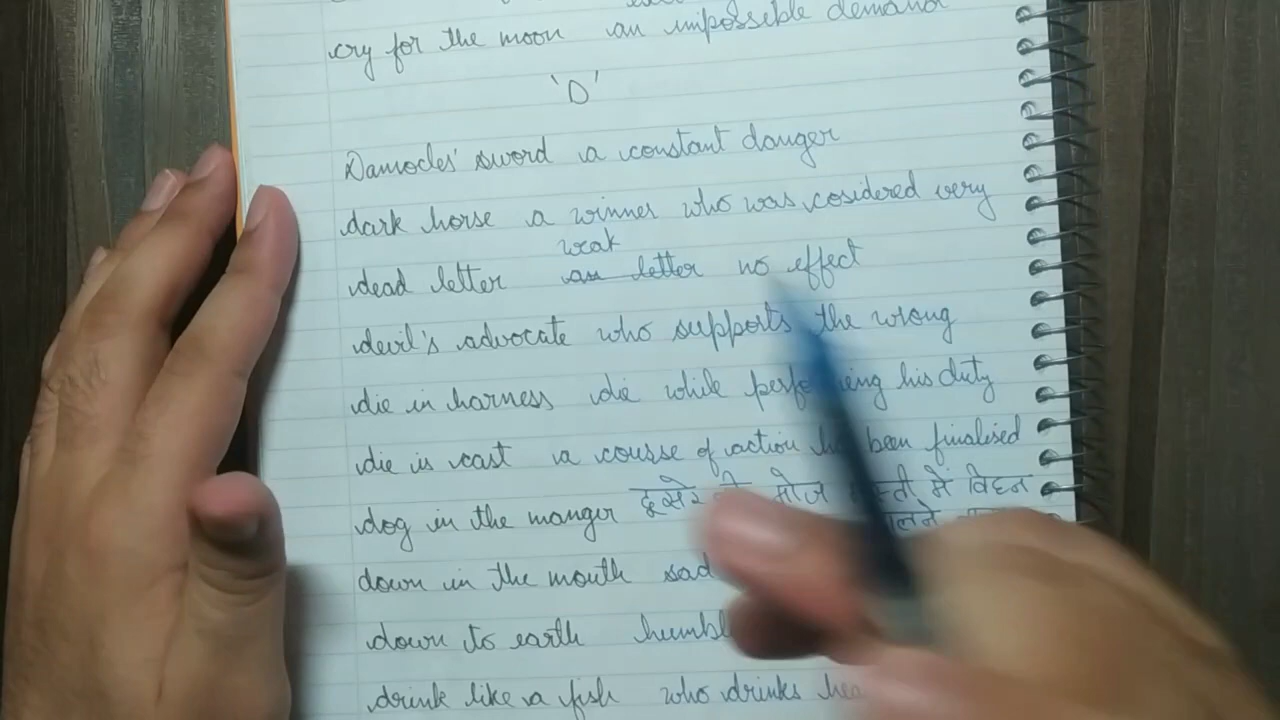 cry for the moon an impossible demand
'D'
Damocles' sword a constant danger
dark horse a winner who was cosidered very
weak
dead letter an letter no effect
devil's advocate who supports the wrong
die in harness die while his duty
die is cast a course of action been finalised
dog in the manger दूसरे की मौज में विघ्न
down in the mouth sad
down to earth
drink like a fish who drinks